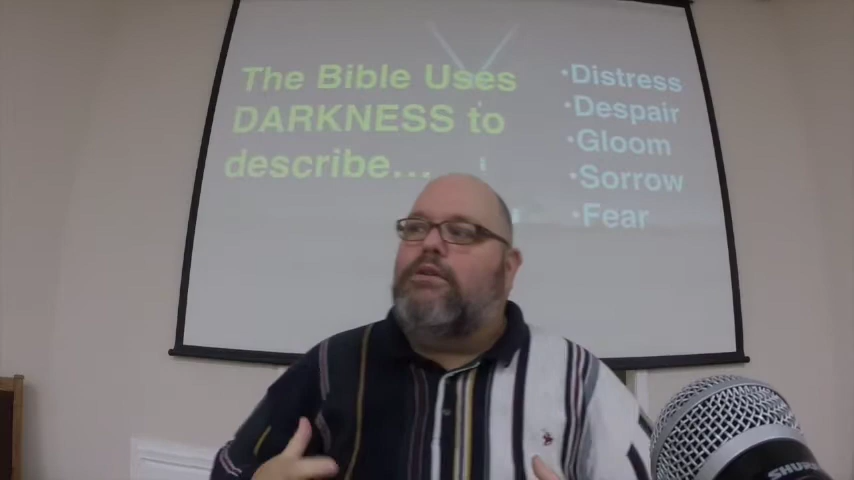 The Bible Uses
DARKNESS to
describe...
•Distress
•Despair
•Gloom
•Sorrow
•Fear
SHURE